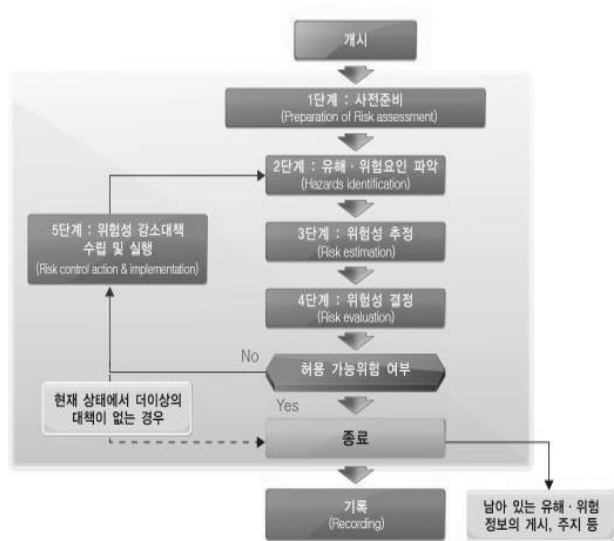 개시
1단계 : 사전준비
(Preparation of Risk assessment)
2단계 : 유해 · 위험요인 파악
(Hazards identification)
5단계 : 위험성 감소대책
수립 및 실행
(Risk control action & implementation)
3단계 : 위험성 추정
(Risk estimation)
4단계 : 위험성 결정
(Risk evaluation)
No
허용 가능위험 여부
현재 상태에서 더이상의
대책이 없는 경우
Yes
종료
기록
(Recording)
남아 있는 유해 · 위험
정보의 게시, 주지 등